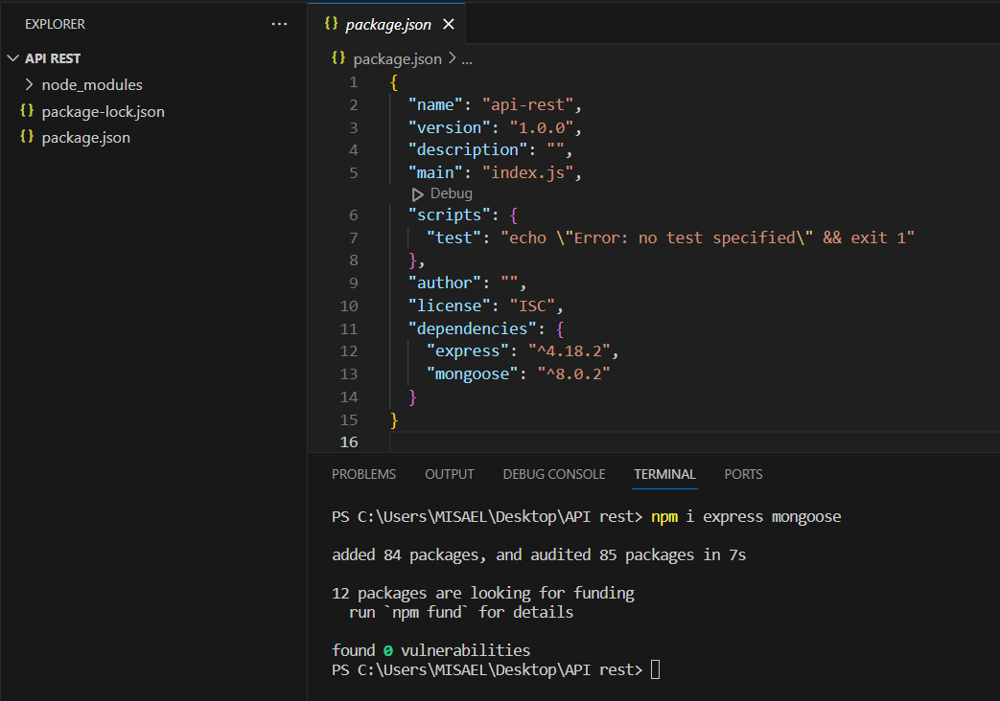 EXPLORER
···
API REST
node_modules
package-lock.json
package.json
package.json
package.json > ...
1 {
2 "name": "api-rest",
3 "version": "1.0.0",
4 "description": "",
5 "main": "index.js",
Debug
6 "scripts": {
7 "test": "echo \"Error: no test specified\" && exit 1"
8 },
9 "author": "",
10 "license": "ISC",
11 "dependencies": {
12 "express": "^4.18.2",
13 "mongoose": "^8.0.2"
14 }
15 }
16
PROBLEMS OUTPUT DEBUG CONSOLE TERMINAL PORTS
PS C:\Users\MISAEL\Desktop\API rest> npm i express mongoose
added 84 packages, and audited 85 packages in 7s
12 packages are looking for funding
run `npm fund` for details
found 0 vulnerabilities
PS C:\Users\MISAEL\Desktop\API rest>